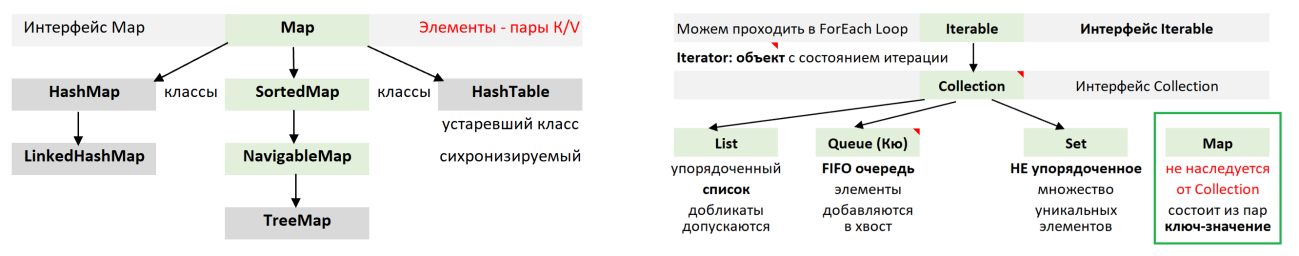 Интерфейс Map Map Элементы - пары K/V
HashMap классы SortedMap классы HashTable
устаревший класс
LinkedHashMap NavigableMap сихронизируемый
TreeMap
Можем проходить в ForEach Loop Iterable Интерфейс Iterable
Iterator: объект с состоянием итерации
Collection Интерфейс Collection
List Queue (Кю) Set Map
упорядоченный FIFO очередь НЕ упорядоченное не наследуется
список элементы множество от Collection
добликаты добавляются уникальных состоит из пар
допускаются в хвост элементов ключ-значение